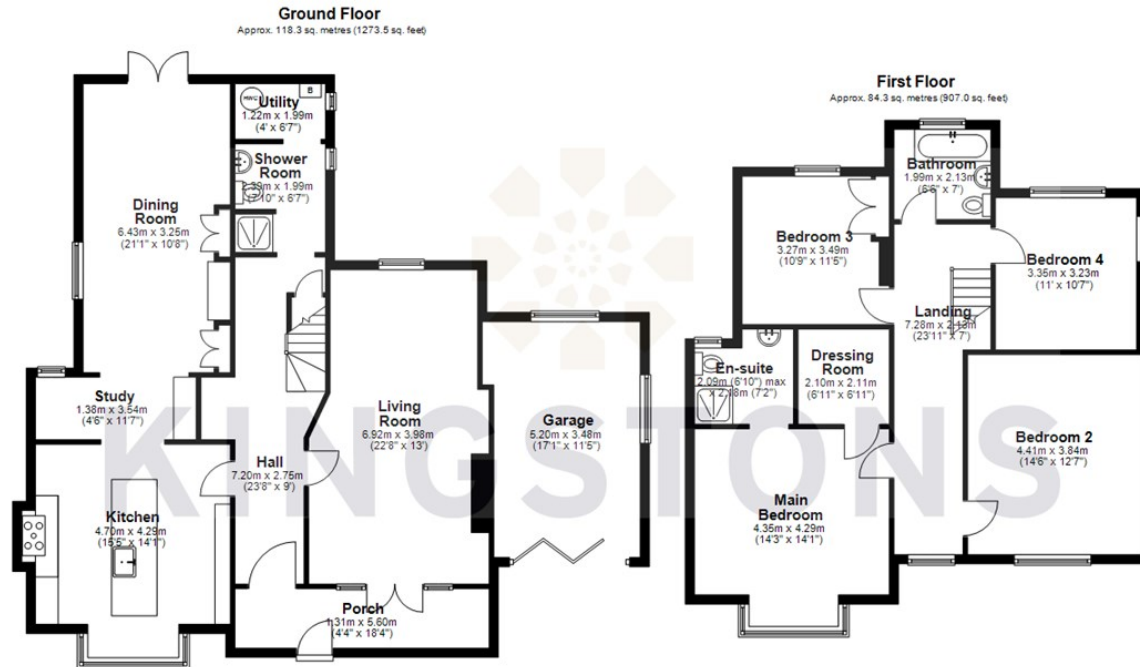 Ground Floor
Approx. 118.3 sq. metres (1273.5 sq. feet)
HWC
B
Utility
1.22m x 1.99m
(4' x 6'7")
Shower
Room
2.39m x 1.99m
(7'10" x 6'7")
Dining
Room
6.43m x 3.25m
(21'1" x 10'8")
Study
1.38m x 3.54m
(4'6" x 11'7")
Living
Room
6.92m x 3.98m
(22'8" x 13')
Garage
5.20m x 3.48m
(17'1" x 11'5")
Hall
7.20m x 2.75m
(23'8" x 9')
Kitchen
4.70m x 4.29m
(15'5" x 14'1")
Porch
1.31m x 5.60m
(4'4" x 18'4")
First Floor
Approx. 84.3 sq. metres (907.0 sq. feet)
Bathroom
1.99m x 2.13m
(6'6" x 7')
Bedroom 3
3.27m x 3.49m
(10'9" x 11'5")
Bedroom 4
3.35m x 3.23m
(11' x 10'7")
Landing
7.28m x 2.13m
(23'11" x 7')
En-suite
2.09m (6'10") max
x 2.18m (7'2")
Dressing
Room
2.10m x 2.11m
(6'11" x 6'11")
Bedroom 2
4.41m x 3.84m
(14'6" x 12'7")
Main
Bedroom
4.35m x 4.29m
(14'3" x 14'1")
KINGSTONS